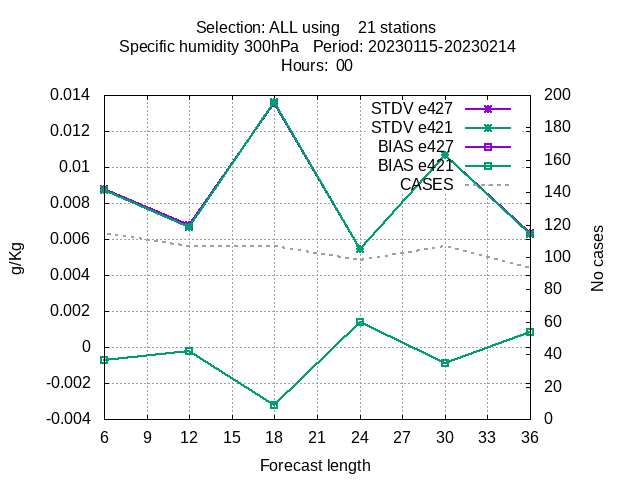 Selection: ALL using    21 stations
Specific humidity 300hPa   Period: 20230115-20230214
Hours:  00
0.014
0.012
0.01
0.008
0.006
0.004
0.002
0
-0.002
-0.004
g/Kg
STDV e427
STDV e421
BIAS e427
BIAS e421
CASES
200
180
160
140
120
100
80
60
40
20
0
No cases
6 9 12 15 18 21 24 27 30 33 36
Forecast length